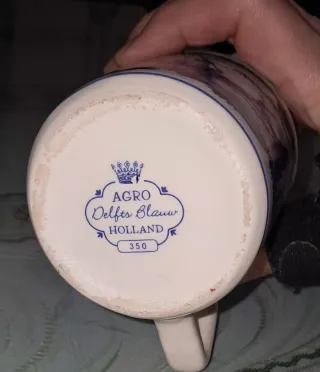 AGRO
Delfts Blauw
HOLLAND
350